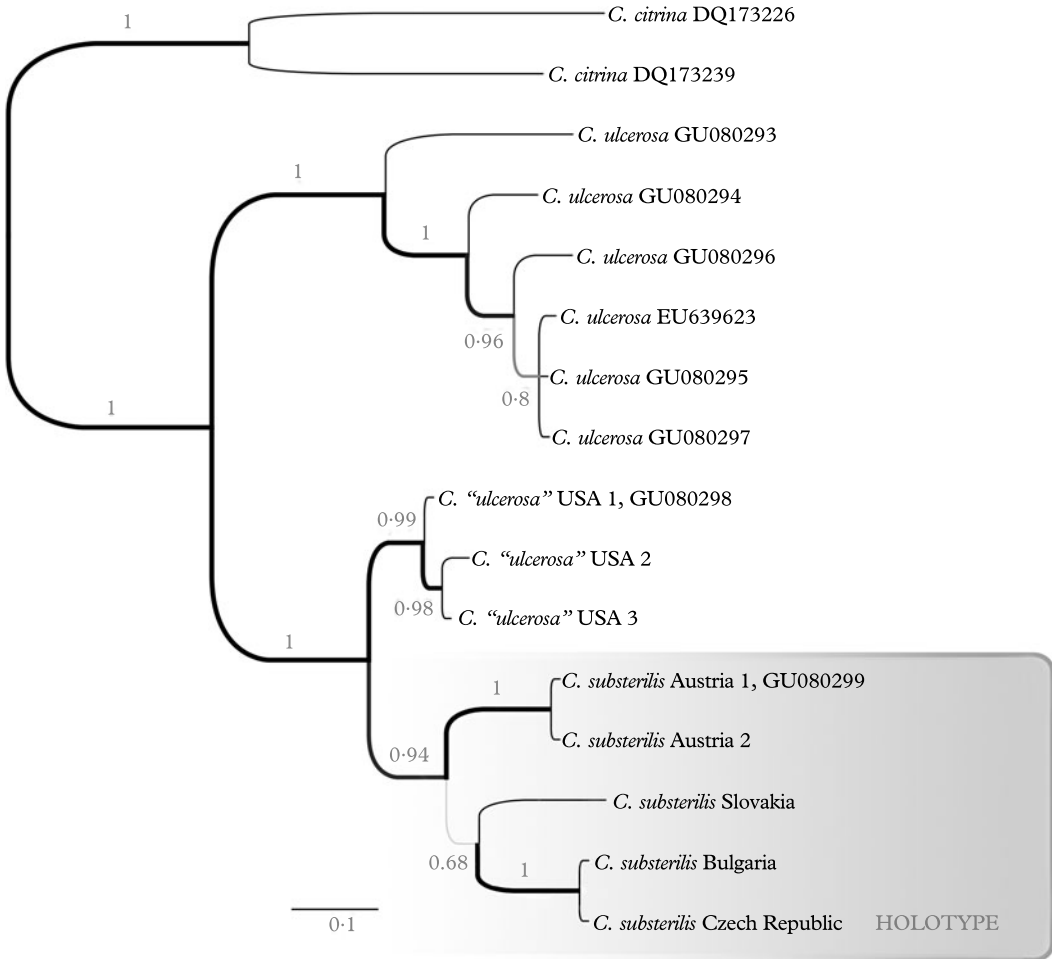 1
C. citrina DQ173226
C. citrina DQ173239
C. ulcerosa GU080293
1
C. ulcerosa GU080294
1
C. ulcerosa GU080296
C. ulcerosa EU639623
0·96
C. ulcerosa GU080295
0·8
1
C. ulcerosa GU080297
C. “ulcerosa” USA 1, GU080298
0·99
C. “ulcerosa” USA 2
0·98
C. “ulcerosa” USA 3
1
C. substerilis Austria 1, GU080299
1
C. substerilis Austria 2
0·94
C. substerilis Slovakia
0.68
C. substerilis Bulgaria
1
C. substerilis Czech Republic HOLOTYPE
0·1